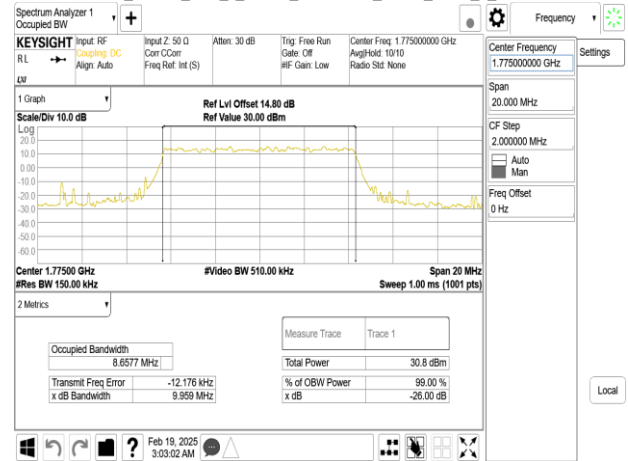 Spectrum Analyzer 1
Occupied BW
Frequency
KEYSIGHT
Input: RF
Coupling: DC
Align: Auto
Input Z: 50 Ω
Corr CCorr
Freq Ref: Int (S)
Atten: 30 dB
Trig: Free Run
Gate: Off
#IF Gain: Low
Center Freq: 1.775000000 GHz
Avg|Hold: 10/10
Radio Std: None
RL
LXI
Center Frequency
1.775000000 GHz
Settings
Span
20.000 MHz
CF Step
2.000000 MHz
Auto
Man
Freq Offset
0 Hz
Local
1 Graph
Scale/Div 10.0 dB
Ref Lvl Offset 14.80 dB
Ref Value 30.00 dBm
Log
20.0
10.0
0.00
-10.0
-20.0
-30.0
-40.0
-50.0
-60.0
Center 1.77500 GHz
#Video BW 510.00 kHz
Span 20 MHz
#Res BW 150.00 kHz
Sweep 1.00 ms (1001 pts)
2 Metrics
Measure Trace
Trace 1
Occupied Bandwidth
8.6577 MHz
Total Power
30.8 dBm
Transmit Freq Error
-12.176 kHz
% of OBW Power
99.00 %
x dB Bandwidth
9.959 MHz
x dB
-26.00 dB
?
Feb 19, 2025
3:03:02 AM